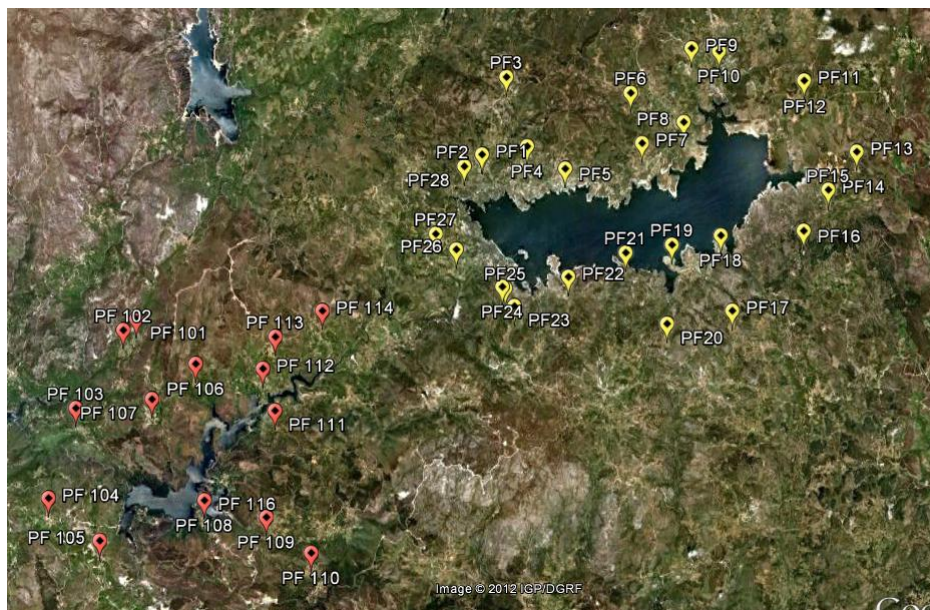 PF9
PF3
PF10
PF6
PF11
PF12
PF8
PF7
PF2
PF1
PF4
PF13
PF28
PF5
PF15
PF14
PF27
PF26
PF21
PF19
PF16
PF18
PF25
PF22
PF24
PF23
PF17
PF20
PF 114
PF 102
PF 101
PF 113
PF 112
PF 106
PF 103
PF 107
PF 111
PF 104
PF 116
PF 108
PF 105
PF 109
PF 110
Image © 2012 IGP/DGRF